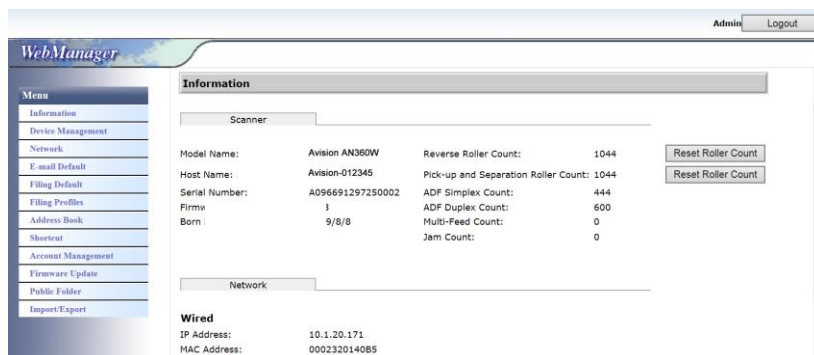 Admin Logout
WebManager
Menu
Information
Device Management
Network
E-mail Default
Filing Default
Filing Profiles
Address Book
Shortcut
Account Management
Firmware Update
Public Folder
Import/Export
Information
Scanner
Model Name: Avision AN360W Reverse Roller Count: 1044 Reset Roller Count
Host Name: Avision-012345 Pick-up and Separation Roller Count: 1044 Reset Roller Count
Serial Number: A096691297250002 ADF Simplex Count: 444
ADF Duplex Count: 600
Born 9/8/8 Multi-Feed Count: 0
Jam Count: 0
Network
Wired
IP Address: 10.1.20.171
MAC Address: 0002320140B5